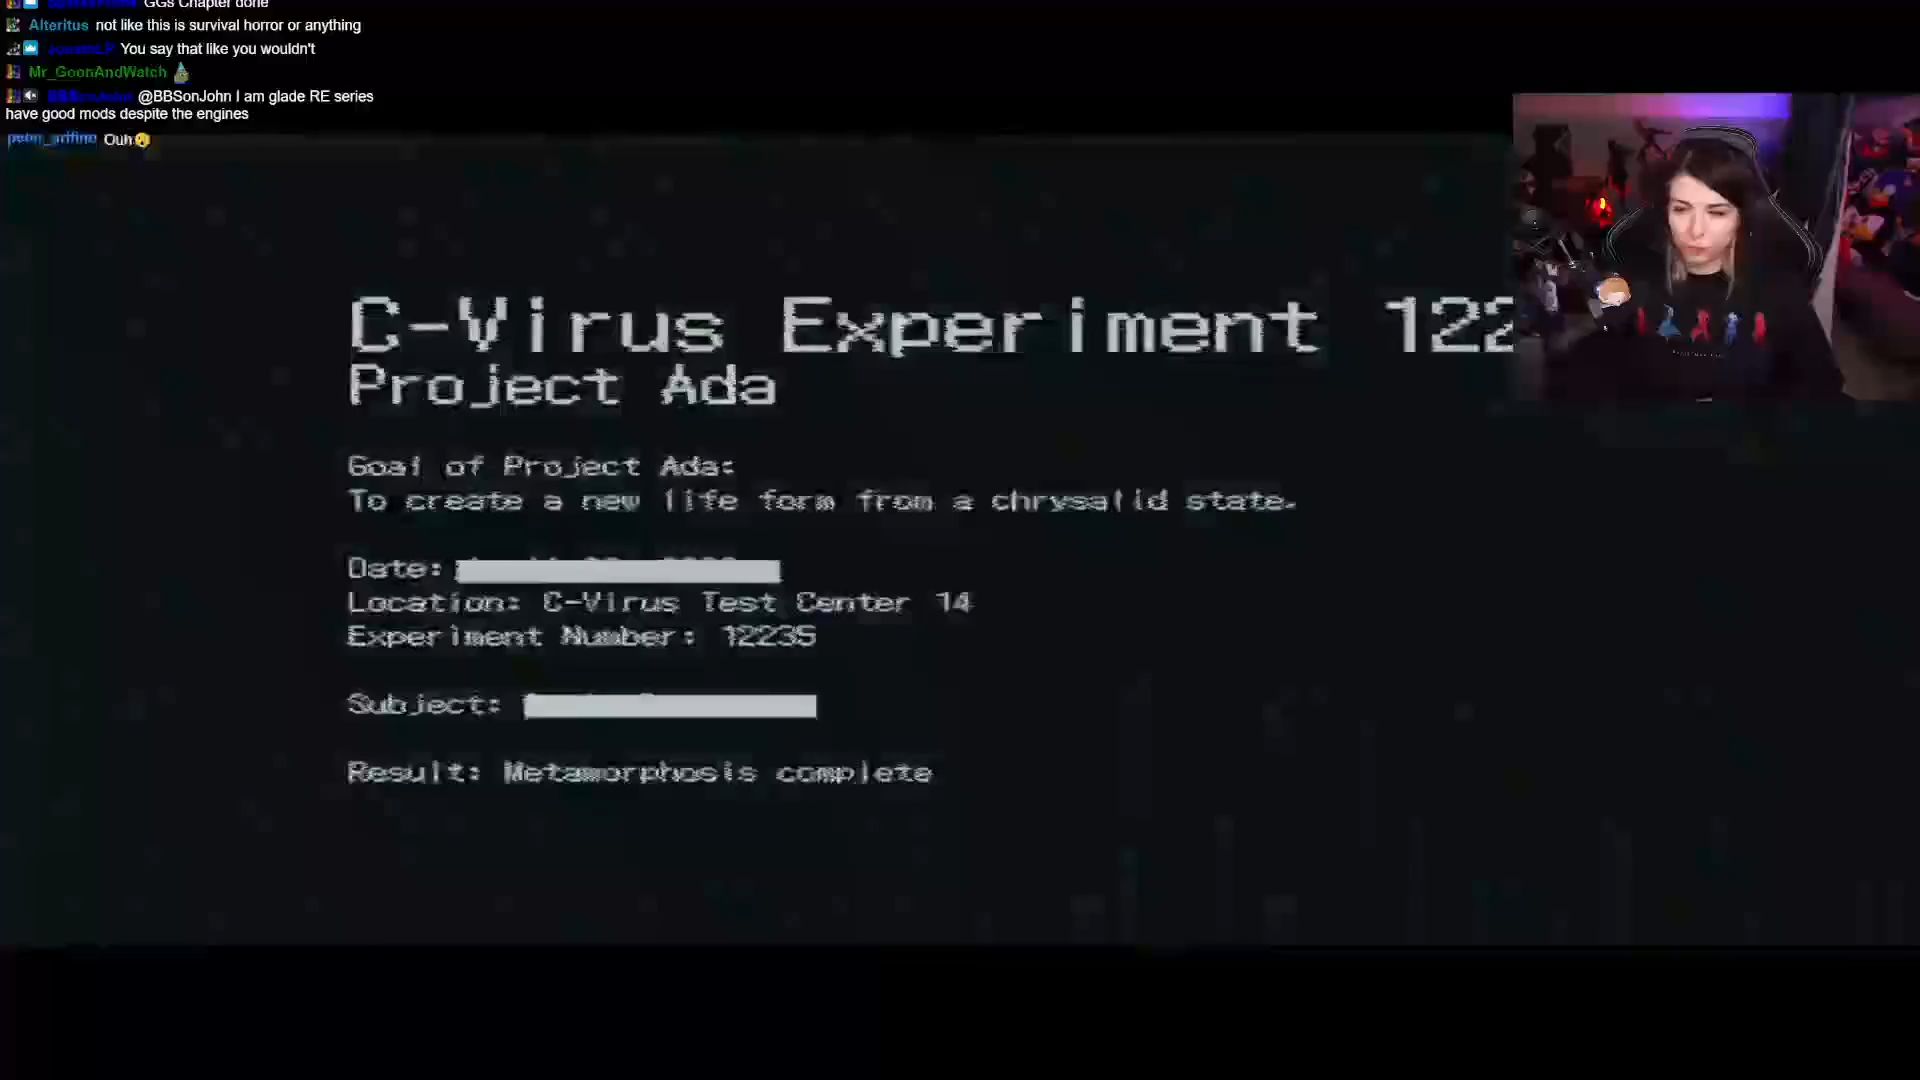 GGs Chapter done
Alteritus not like this is survival horror or anything
You say that like you wouldn't
Mr_GoonAndWatch
@BBSonJohn I am glade RE series
have good mods despite the engines
Ouh
C-Virus Experiment 122
Project Ada
Goal of Project Ada:
To create a new life form from a chrysalid state.
Date:
Location: C-Virus Test Center 14
Experiment Number: 12235
Subject:
Result: Metamorphosis complete